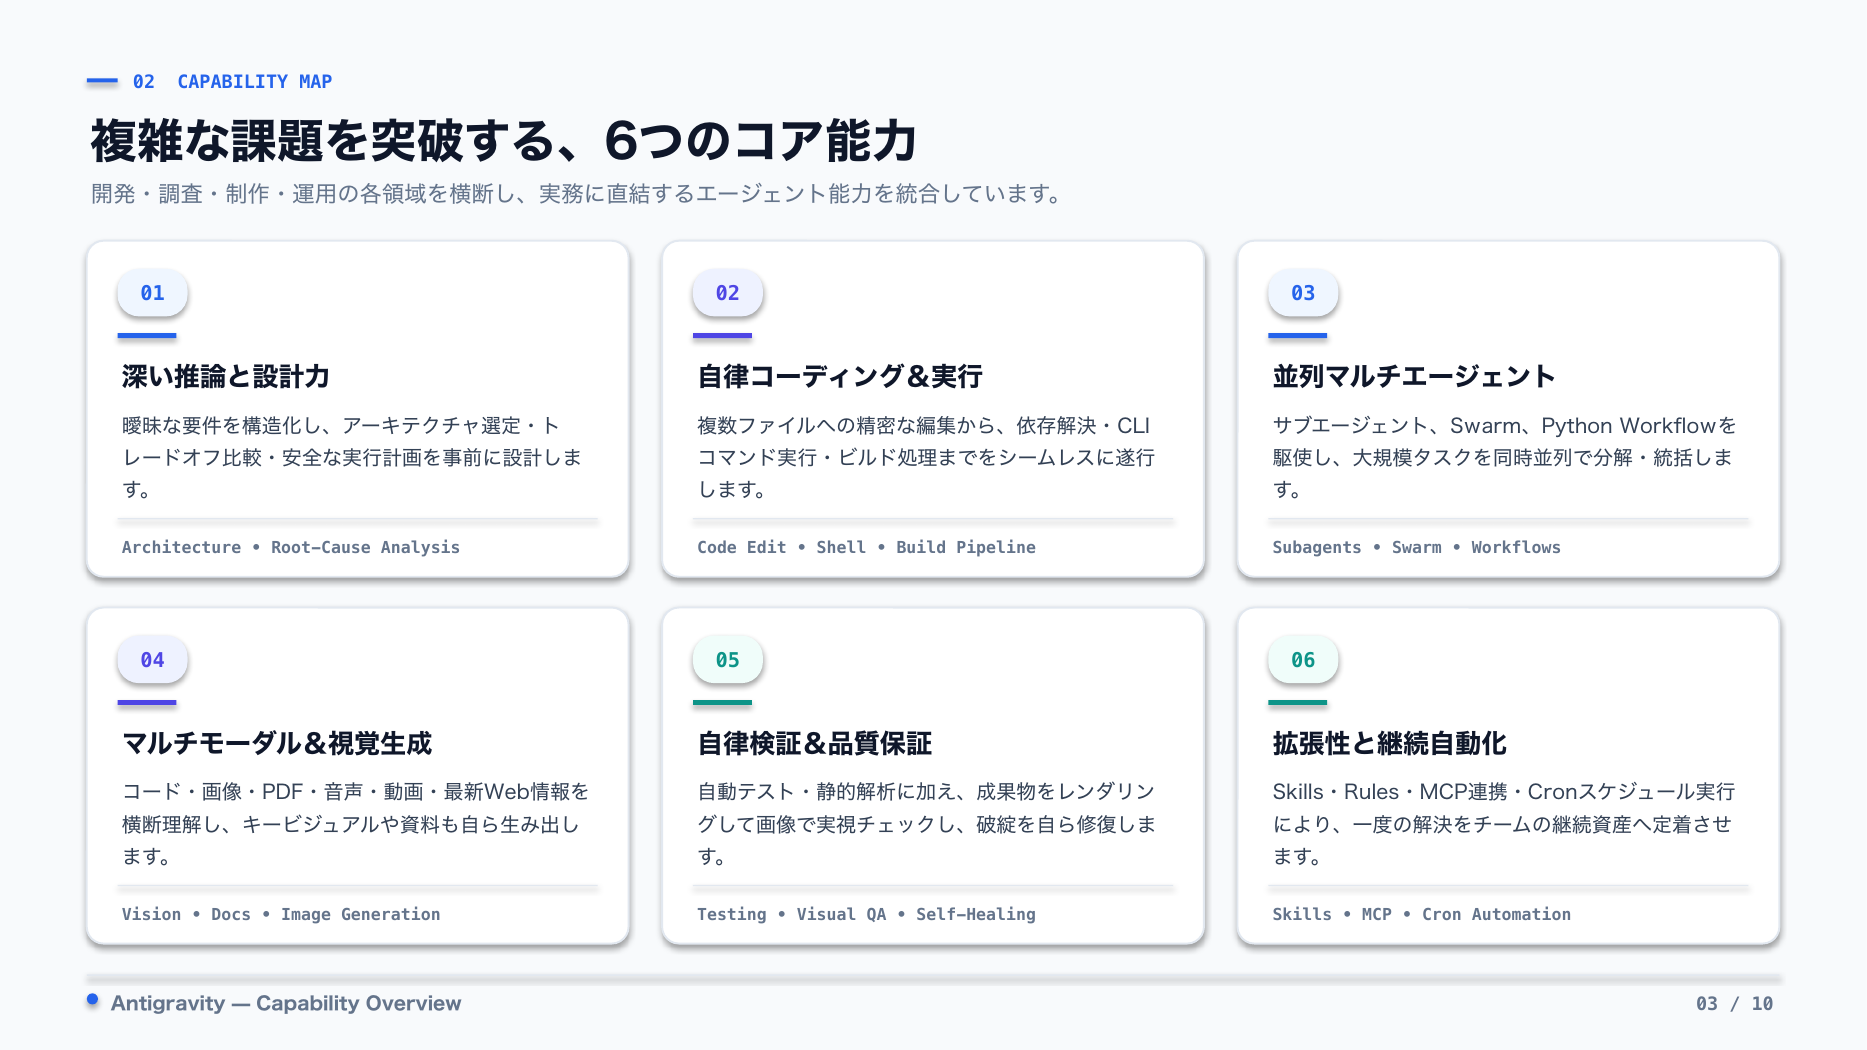 02 CAPABILITY MAP
複雑な課題を突破する、6つのコア能力
開発・調査・制作・運用の各領域を横断し、実務に直結するエージェント能力を統合しています。
01
深い推論と設計力
曖昧な要件を構造化し、アーキテクチャ選定・ト
レードオフ比較・安全な実行計画を事前に設計しま
す。
Architecture • Root-Cause Analysis
02
自律コーディング＆実行
複数ファイルへの精密な編集から、依存解決・CLI
コマンド実行・ビルド処理までをシームレスに遂行
します。
Code Edit • Shell • Build Pipeline
03
並列マルチエージェント
サブエージェント、Swarm、Python Workflowを
駆使し、大規模タスクを同時並列で分解・統括しま
す。
Subagents • Swarm • Workflows
04
マルチモーダル＆視覚生成
コード・画像・PDF・音声・動画・最新Web情報を
横断理解し、キービジュアルや資料も自ら生み出し
ます。
Vision • Docs • Image Generation
05
自律検証＆品質保証
自動テスト・静的解析に加え、成果物をレンダリン
グして画像で実視チェックし、破綻を自ら修復しま
す。
Testing • Visual QA • Self-Healing
06
拡張性と継続自動化
Skills・Rules・MCP連携・Cronスケジュール実行
により、一度の解決をチームの継続資産へ定着させ
ます。
Skills • MCP • Cron Automation
Antigravity — Capability Overview
03 / 10